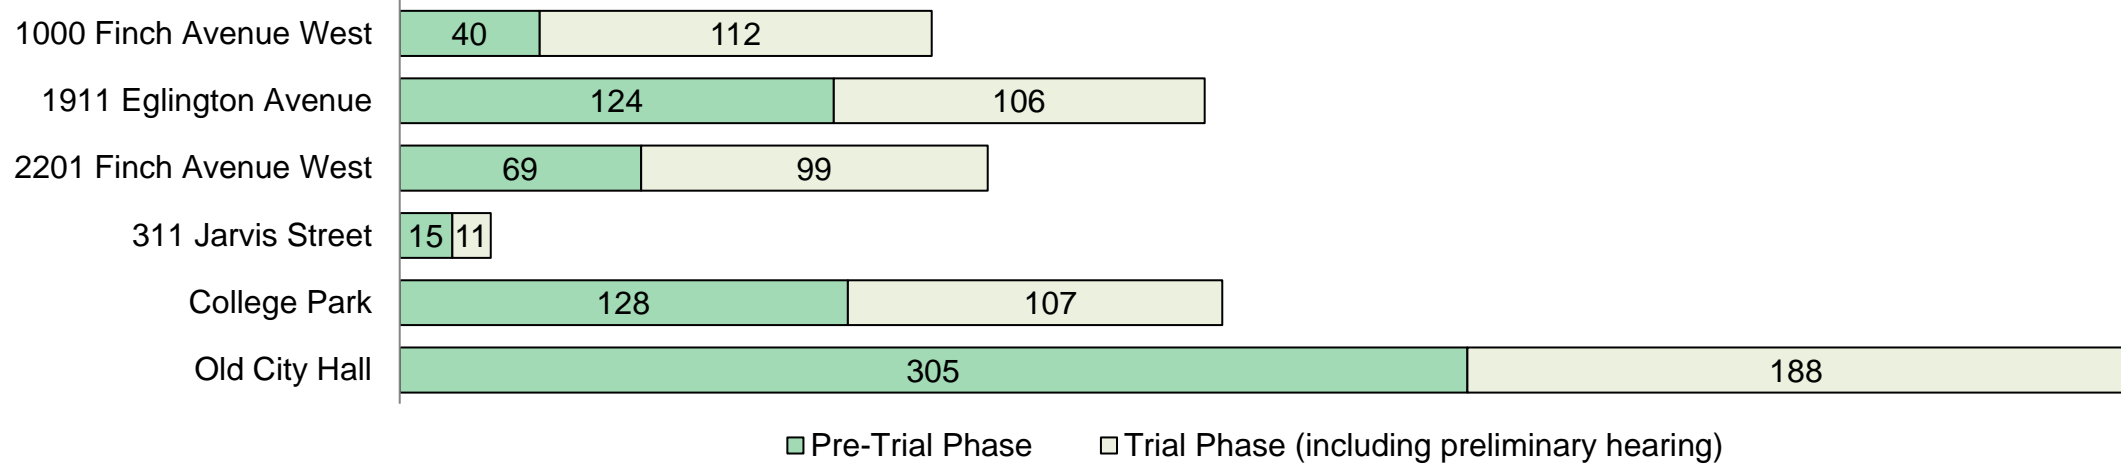 1000 Finch Avenue West 40 112
1911 Eglington Avenue 124 106
2201 Finch Avenue West 69 99
311 Jarvis Street 15 11
College Park 128 107
Old City Hall 305 188
Pre-Trial Phase Trial Phase (including preliminary hearing)